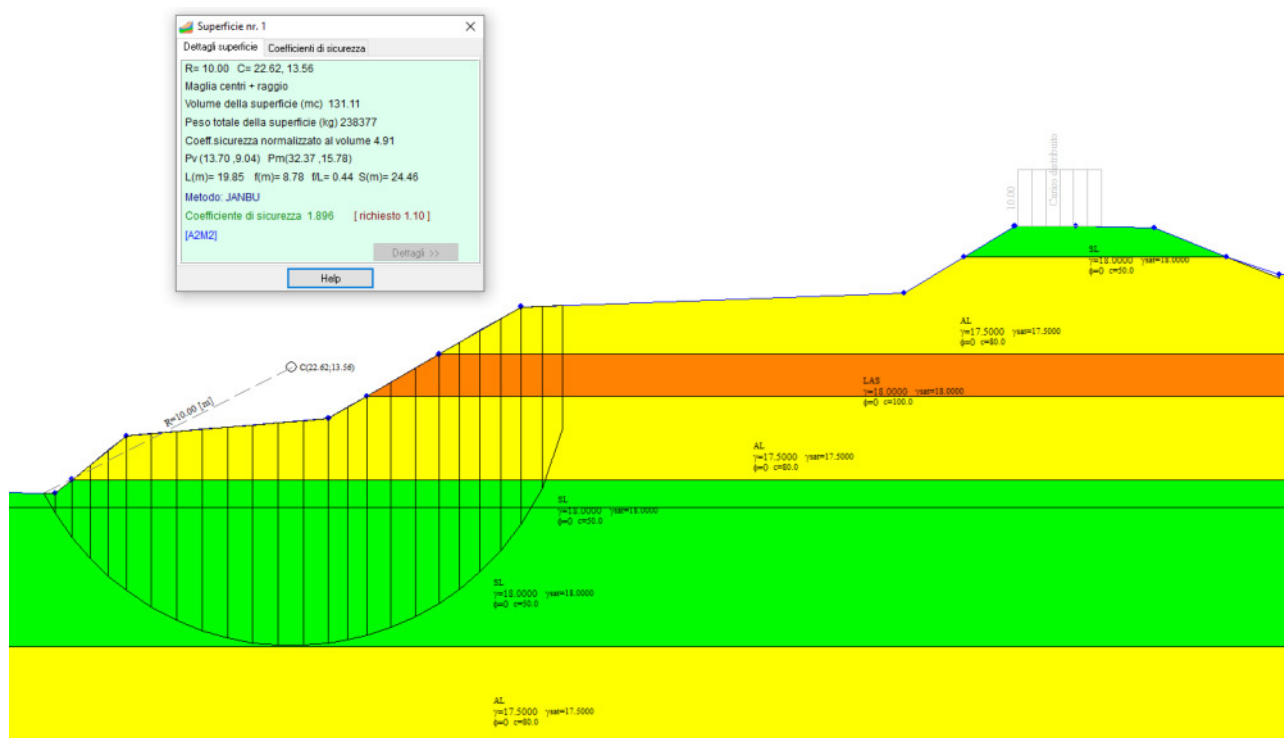 Superficie nr. 1
Dettagli superficie Coefficienti di sicurezza
R= 10.00 C= 22.62, 13.56
Maglia centri + raggio
Volume della superficie (mc) 131.11
Peso totale della superficie (kg) 238377
Coeff.sicurezza normalizzato al volume 4.91
Pv (13.70 ,9.04) Pm(32.37 ,15.78)
L(m)= 19.85 f(m)= 8.78 f/L= 0.44 S(m)= 24.46
Metodo: JANBU
Coefficiente di sicurezza 1.896 [ richiesto 1.10 ]
[A2M2]
Dettagli >>
Help
10.00
Carico distribuito
SL
γ=18.0000 γsat=18.0000
ϕ=0 c=50.0
AL
γ=17.5000 γsat=17.5000
ϕ=0 c=80.0
C(22.62;13.56)
R=10.00 [m]
LAS
γ=18.0000 γsat=18.0000
ϕ=0 c=100.0
AL
γ=17.5000 γsat=17.5000
ϕ=0 c=80.0
SL
γ=18.0000 γsat=18.0000
ϕ=0 c=50.0
SL
γ=18.0000 γsat=18.0000
ϕ=0 c=50.0
AL
γ=17.5000 γsat=17.5000
ϕ=0 c=80.0